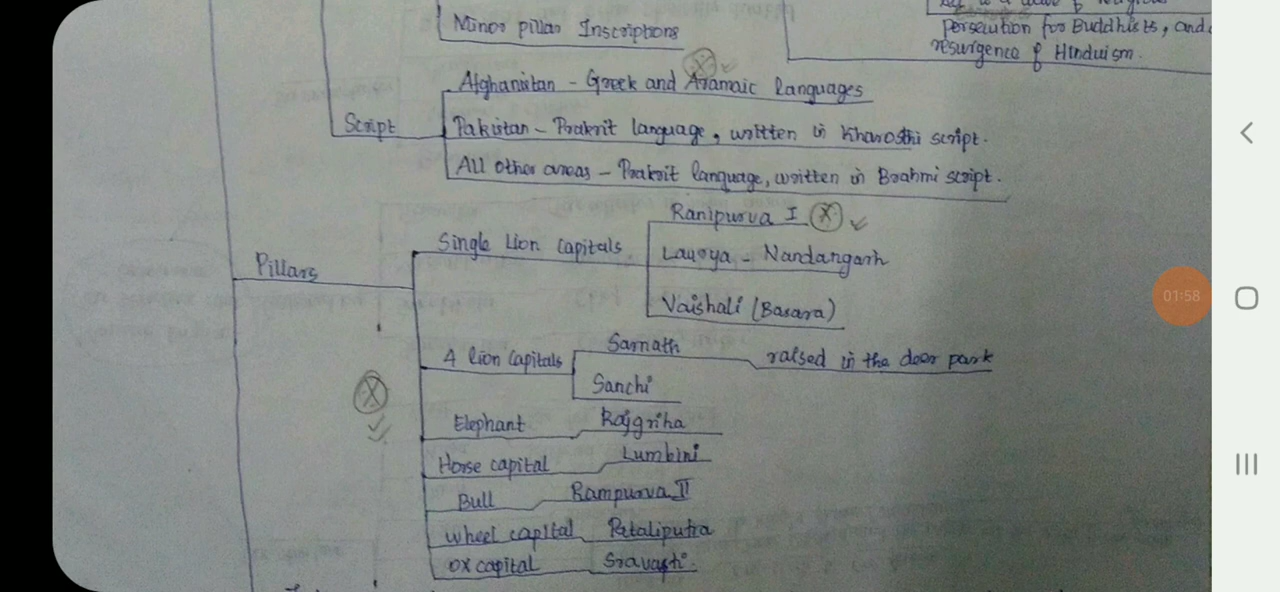 Minor pillar Inscriptions
persecution for Buddhists, and
resurgence of Hinduism.
Script
Afghanistan - Greek and Aramaic languages
Pakistan - Prakrit language, written in Kharosthi script.
All other areas - Prakrit language, written in Brahmi script.
Pillars
Single Lion Capitals
Ranipurva I
Lauoya - Nandangarh
Vaishali (Basara)
4 lion capitals
Sarnath
raised in the deer park
Sanchi
Elephant
Rajgriha
Horse capital
Lumbini
Bull
Rampurva II
wheel capital
Pataliputra
ox capital
Sravasti.
01:58